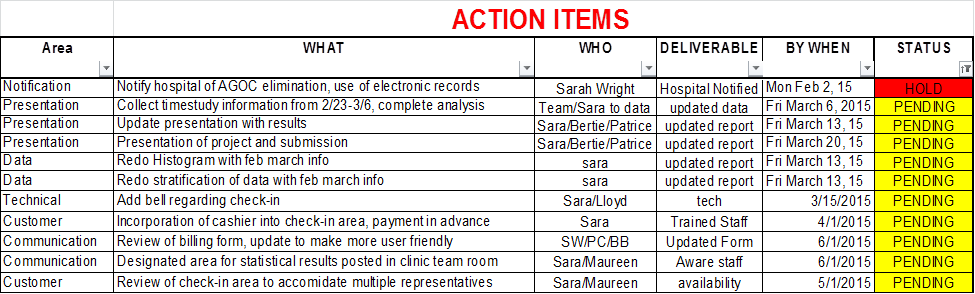 ACTION ITEMS
Area WHAT WHO DELIVERABLE BY WHEN STATUS
Notification Notify hospital of AGOC elimination, use of electronic records Sarah Wright Hospital Notified Mon Feb 2, 15 HOLD
Presentation Collect timestudy information from 2/23-3/6, complete analysis Team/Sara to data updated data Fri March 6, 2015 PENDING
Presentation Update presentation with results Sara/Bertie/Patrice updated report Fri March 13, 15 PENDING
Presentation Presentation of project and submission Sara/Bertie/Patrice updated report Fri March 20, 15 PENDING
Data Redo Histogram with feb march info sara updated report Fri March 13, 15 PENDING
Data Redo stratification of data with feb march info sara updated report Fri March 13, 15 PENDING
Technical Add bell regarding check-in Sara/Lloyd tech 3/15/2015 PENDING
Customer Incorporation of cashier into check-in area, payment in advance Sara Trained Staff 4/1/2015 PENDING
Communication Review of billing form, update to make more user friendly SW/PC/BB Updated Form 6/1/2015 PENDING
Communication Designated area for statistical results posted in clinic team room Sara/Maureen Aware staff 6/1/2015 PENDING
Customer Review of check-in area to accomidate multiple representatives Sara/Maureen availability 5/1/2015 PENDING